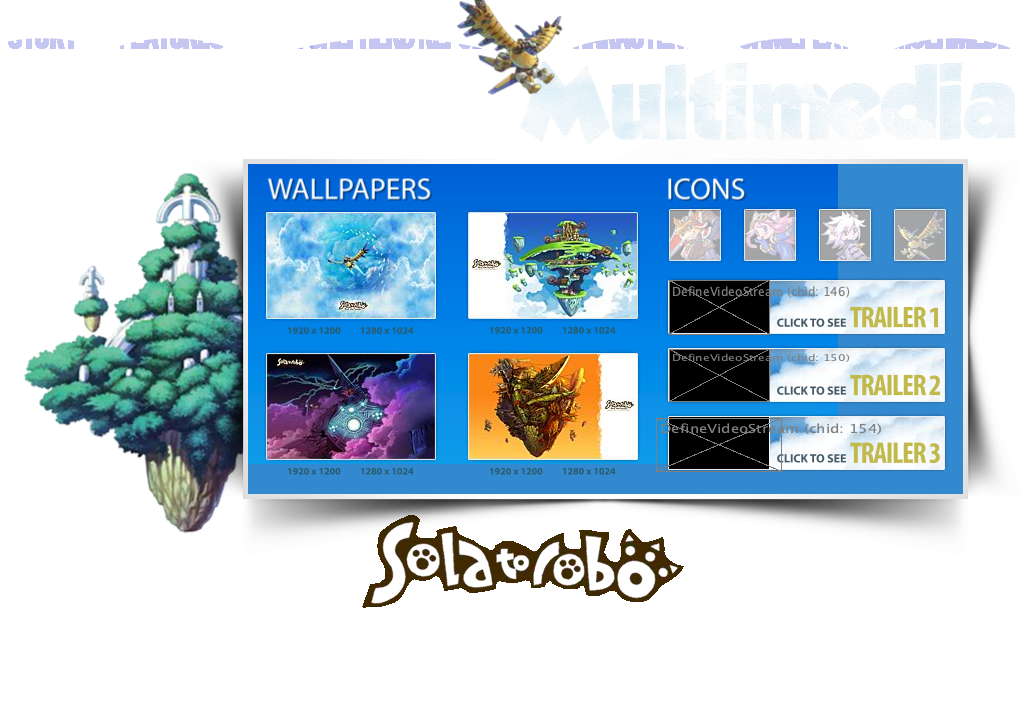 STORY FEATURES
Multimedia
WALLPAPERS
ICONS
1920 x 1200 1280 x 1024
1920 x 1200 1280 x 1024
DefineVideoStream (chid: 146)
CLICK TO SEE TRAILER 1
DefineVideoStream (chid: 150)
CLICK TO SEE TRAILER 2
DefineVideoStream (chid: 154)
CLICK TO SEE TRAILER 3
1920 x 1200 1280 x 1024
1920 x 1200 1280 x 1024
Solatorobo